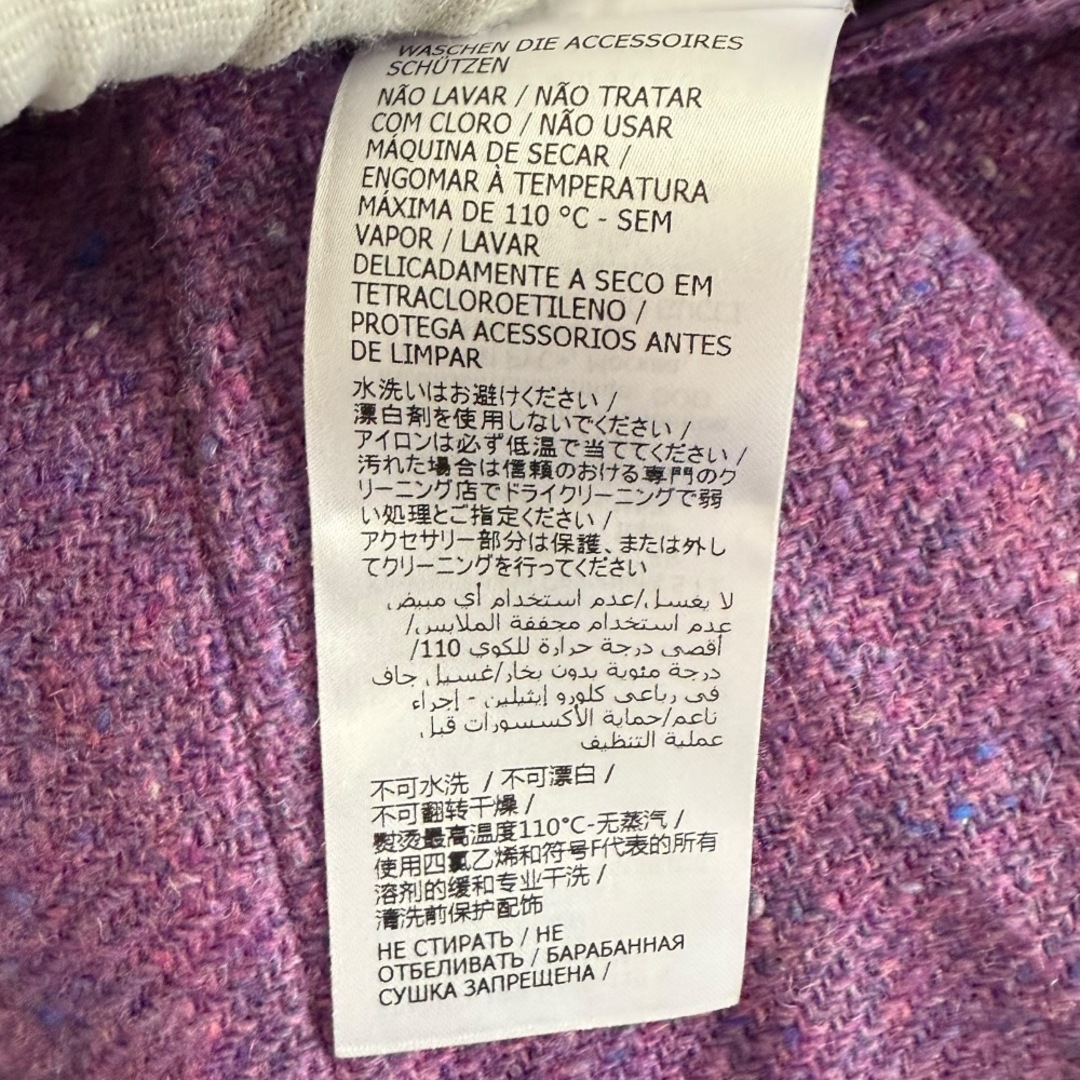 WASCHEN DIE ACCESSOIRES
SCHÜTZEN
NÃO LAVAR / NÃO TRATAR
COM CLORO / NÃO USAR
MÁQUINA DE SECAR /
ENGOMAR À TEMPERATURA
MÁXIMA DE 110 °C - SEM
VAPOR / LAVAR
DELICADAMENTE A SECO EM
TETRACLOROETILENO /
PROTEGA ACESSORIOS ANTES
DE LIMPAR
水洗いはお避けください /
漂白剤を使用しないでください /
アイロンは必ず低温で当ててください /
汚れた場合は信頼のおける専門のク
リーニング店でドライクリーニングで弱
い処理とご指定ください /
アクセサリー部分は保護、または外し
てクリーニングを行ってください
لا يغسل/عدم استخدام أي مبيض
عدم استخدام مجففة الملابس/
أقصى درجة حرارة للكوي 110/
درجة مئوية بدون بخار/غسيل جاف
في رباعي كلورو إيثيلين - إجراء
ناعم/حماية الأكسسورات قبل
عملية التنظيف
不可水洗 / 不可漂白 /
不可翻转干燥 /
熨烫最高温度110°C-无蒸汽 /
使用四氯乙烯和符号F代表的所有
溶剂的缓和专业干洗 /
清洗前保护配饰
НЕ СТИРАТЬ / НЕ
ОТБЕЛИВАТЬ / БАРАБАННАЯ
СУШКА ЗАПРЕЩЕНА /